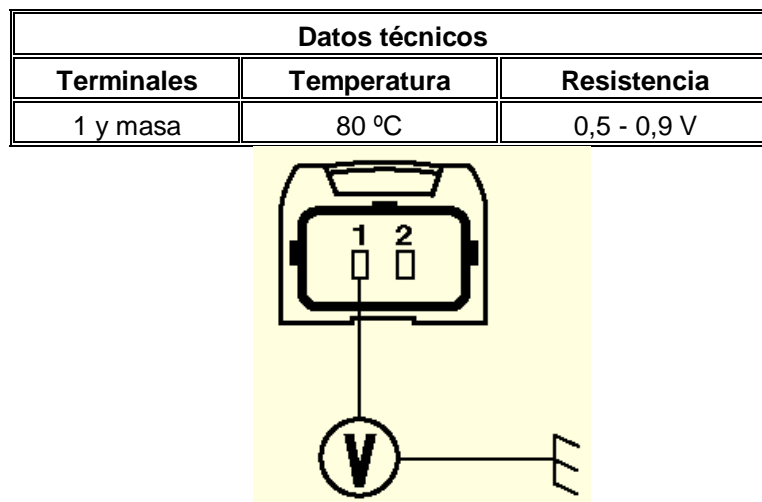 Datos técnicos
Terminales Temperatura Resistencia
1 y masa 80 ºC 0,5 - 0,9 V
1 2
V